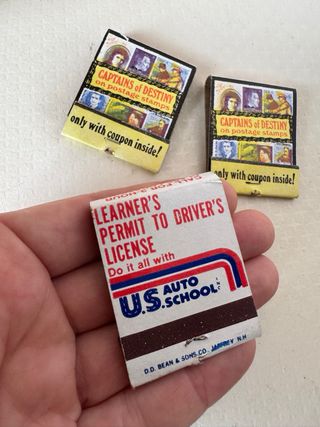 CAPTAINS of DESTINY
on postage stamps
only with coupon inside!
CAPTAINS of DESTINY
on postage stamps
only with coupon inside!
LEARNER'S
PERMIT TO DRIVER'S
LICENSE
Do it all with
U.S. AUTO
SCHOOL
D.D. BEAN & SONS CO. JAFFREY N.H